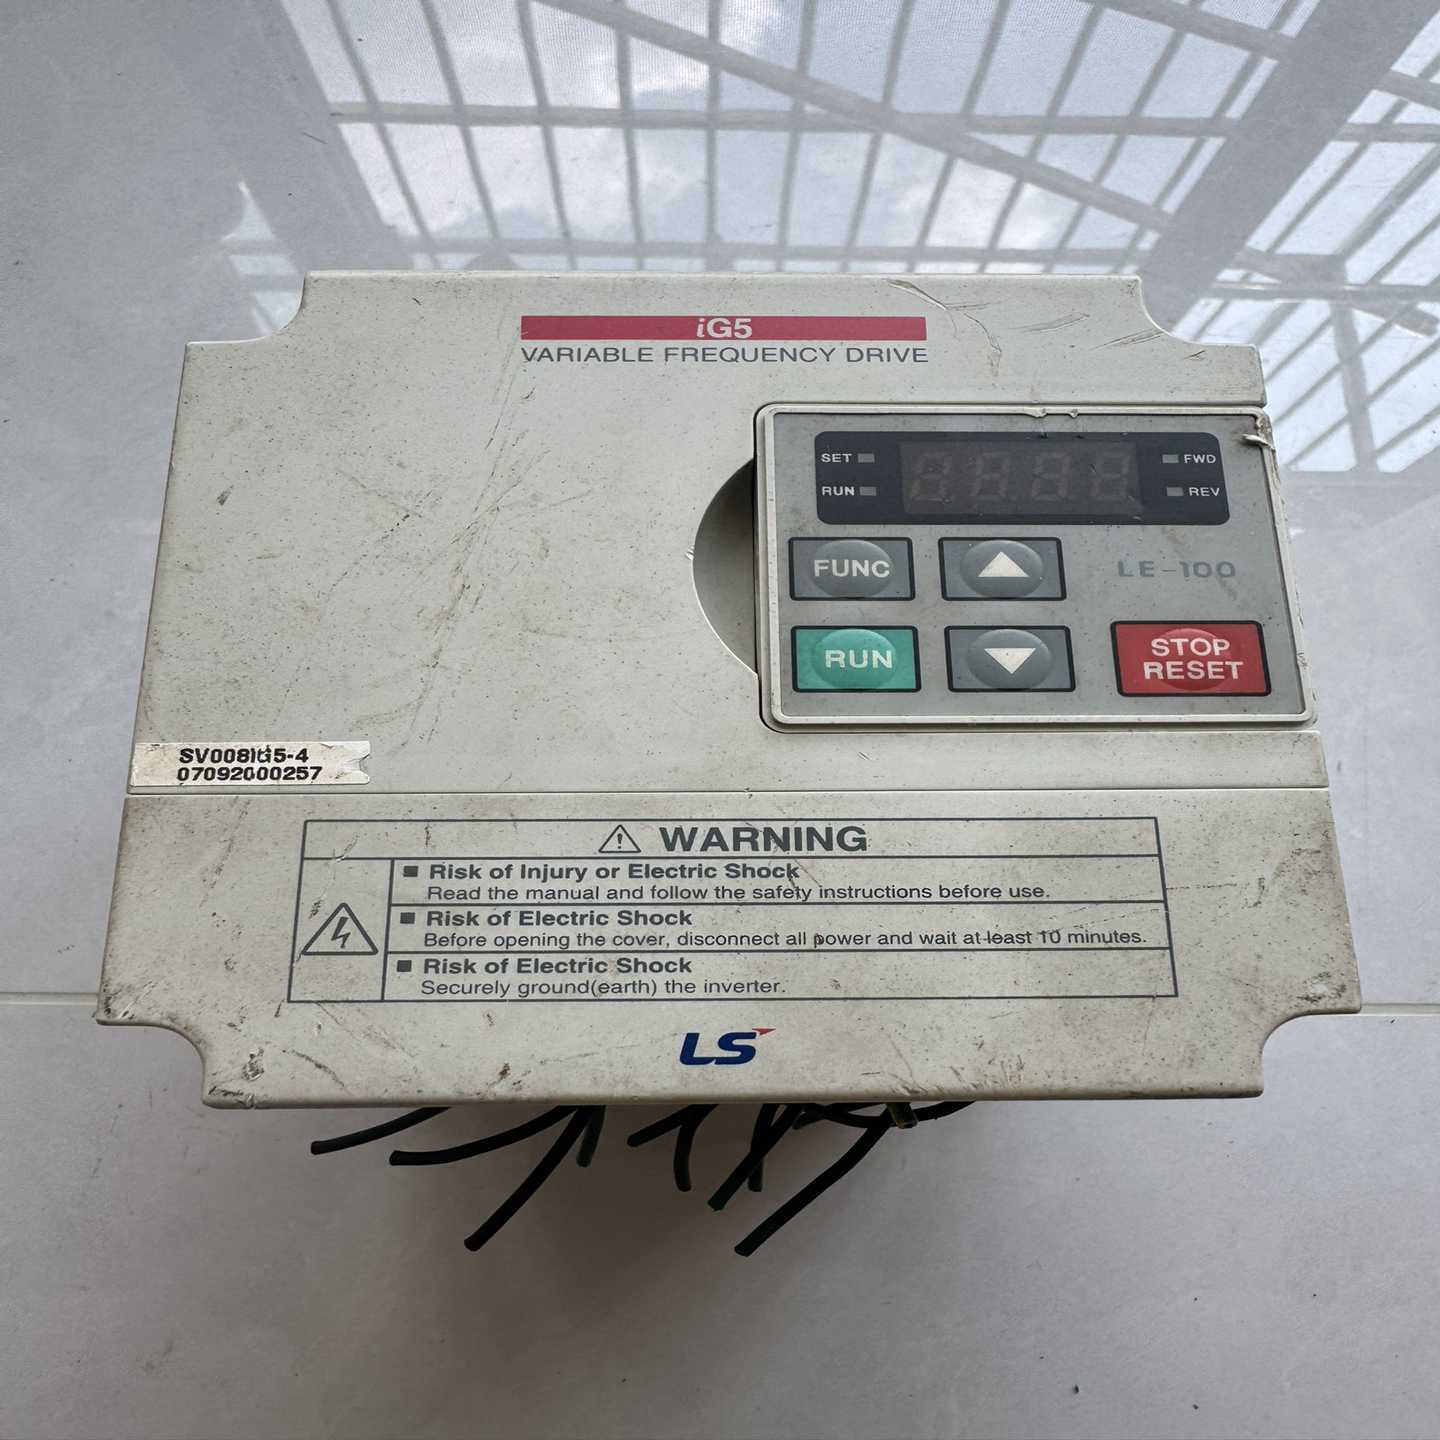 iG5
VARIABLE FREQUENCY DRIVE
SET
FWD
RUN
REV
FUNC
LE-100
RUN
STOP
RESET
SV008iG5-4
07092000257
WARNING
Risk of Injury or Electric Shock
Read the manual and follow the safety instructions before use.
Risk of Electric Shock
Before opening the cover, disconnect all power and wait at least 10 minutes.
Risk of Electric Shock
Securely ground(earth) the inverter.
LS